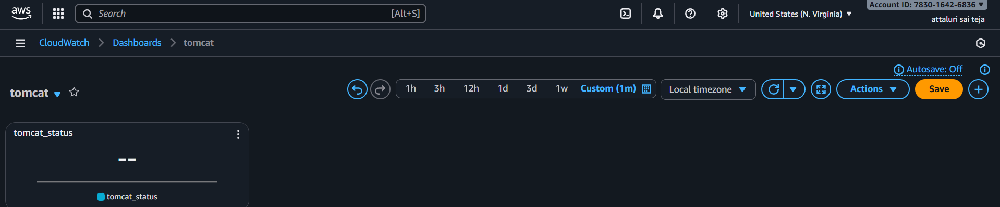 aws
Search [Alt+S]
United States (N. Virginia)
Account ID: 7830-1642-6836
attaluri sai teja
CloudWatch Dashboards tomcat
Autosave: Off
tomcat
1h 3h 12h 1d 3d 1w Custom (1m)
Local timezone
Actions
Save
tomcat_status
--
tomcat_status